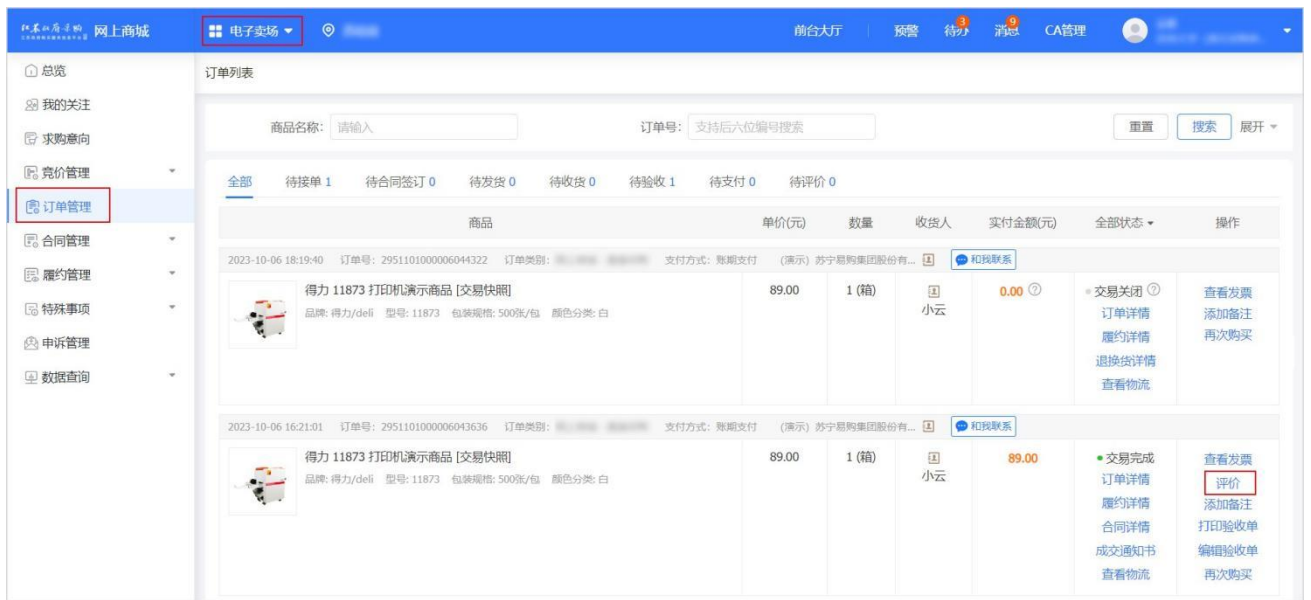 网上商城
电子卖场
前台大厅
预警
待办
3
消息
9
CA管理
总览
我的关注
求购意向
竞价管理
订单管理
合同管理
履约管理
特殊事项
申诉管理
数据查询
订单列表
商品名称: 请输入
订单号: 支持后六位编号搜索
重置
搜索
展开
全部 待接单 1 待合同签订 0 待发货 0 待收货 0 待验收 1 待支付 0 待评价 0
商品 单价(元) 数量 收货人 实付金额(元) 全部状态 操作
2023-10-06 18:19:40 订单号: 2951101000006044322 订单类别: 支付方式: 账期支付 (演示) 苏宁易购集团股份有... 和我联系
得力 11873 打印机演示商品 [交易快照]
品牌: 得力/deli 型号: 11873 包装规格: 500张/包 颜色分类: 白
89.00
1 (箱)
小云
0.00
交易关闭
订单详情
履约详情
退换货详情
查看物流
查看发票
添加备注
再次购买
2023-10-06 16:21:01 订单号: 2951101000006043636 订单类别: 支付方式: 账期支付 (演示) 苏宁易购集团股份有... 和我联系
得力 11873 打印机演示商品 [交易快照]
品牌: 得力/deli 型号: 11873 包装规格: 500张/包 颜色分类: 白
89.00
1 (箱)
小云
89.00
交易完成
订单详情
履约详情
合同详情
成交通知书
查看物流
查看发票
评价
添加备注
打印验收单
编辑验收单
再次购买